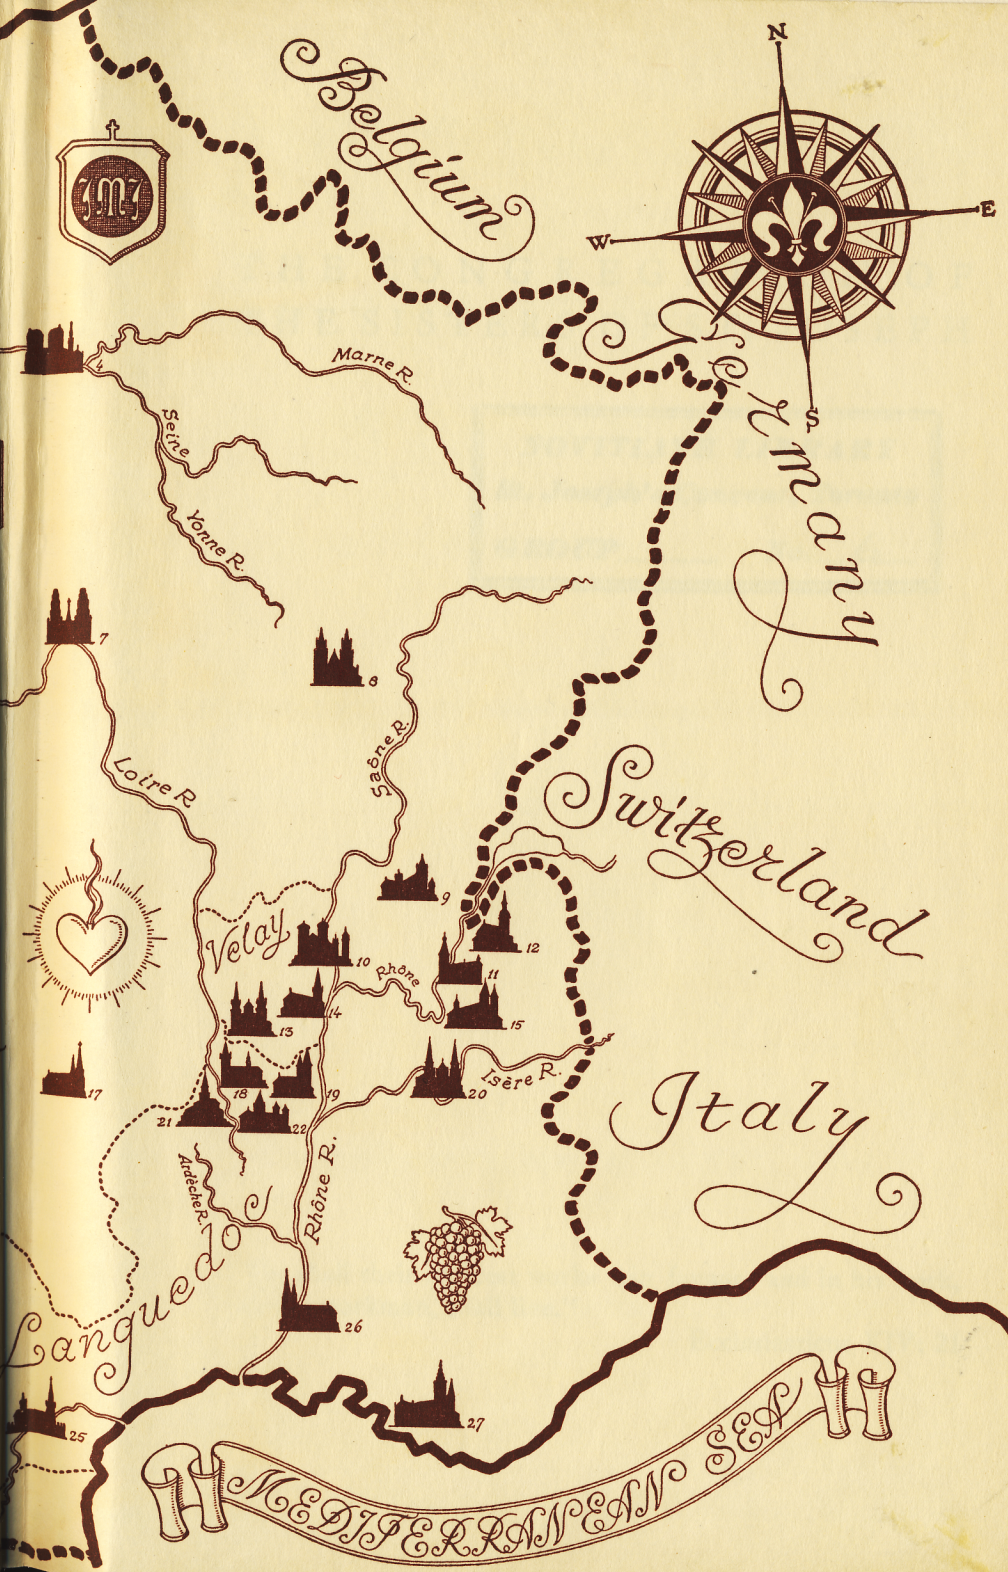 N
Belgium
JMJ
E
W
S
Germany
Marne R.
4
Seine
Yonne R.
7
8
Saône R.
Loire R
Switzerland
9
Velay
12
10
Rhône
11
14
13
15
17
18
19
20
Isère R.
21
22
Italy
Ardèche R.
Rhône R.
Languedoc
26
27
25
MEDITERRANEAN SEA